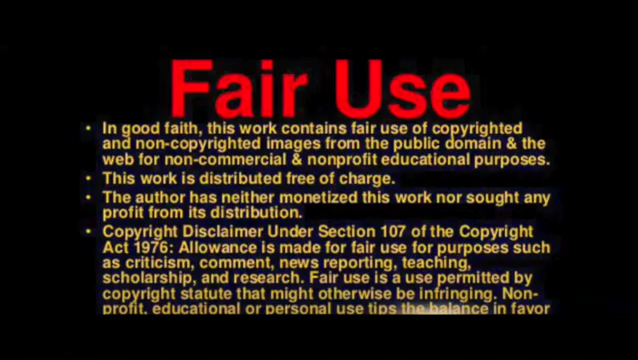 Fair Use
• In good faith, this work contains fair use of copyrighted
and non-copyrighted images from the public domain & the
web for non-commercial & nonprofit educational purposes.
• This work is distributed free of charge.
• The author has neither monetized this work nor sought any
profit from its distribution.
• Copyright Disclaimer Under Section 107 of the Copyright
Act 1976: Allowance is made for fair use for purposes such
as criticism, comment, news reporting, teaching,
scholarship, and research. Fair use is a use permitted by
copyright statute that might otherwise be infringing. Non-
profit, educational or personal use tips the balance in favor